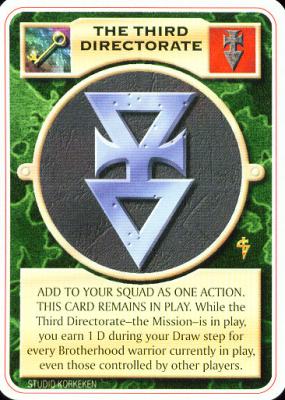 THE THIRD
DIRECTORATE
ADD TO YOUR SQUAD AS ONE ACTION.
THIS CARD REMAINS IN PLAY. While the
Third Directorate–the Mission–is in play,
you earn 1 D during your Draw step for
every Brotherhood warrior currently in play,
even those controlled by other players.
STUDIO KORKEKEN